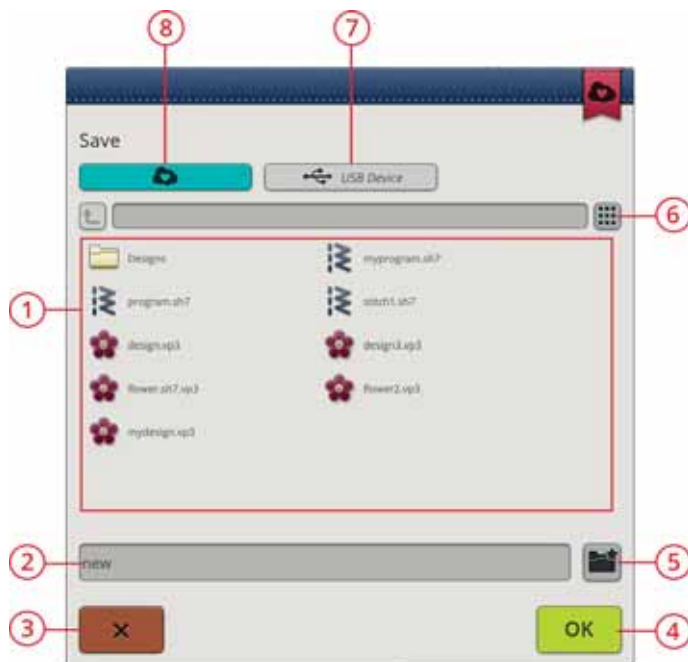 8 7
Save
USB Device
6
Designs myprogram.sh7
1
program.sh7 stitch1.sh7
design.vp3 design3.vp3
flower.sh7.vp3 flower2.vp3
mydesign.vp3
2 new 5
3 OK 4